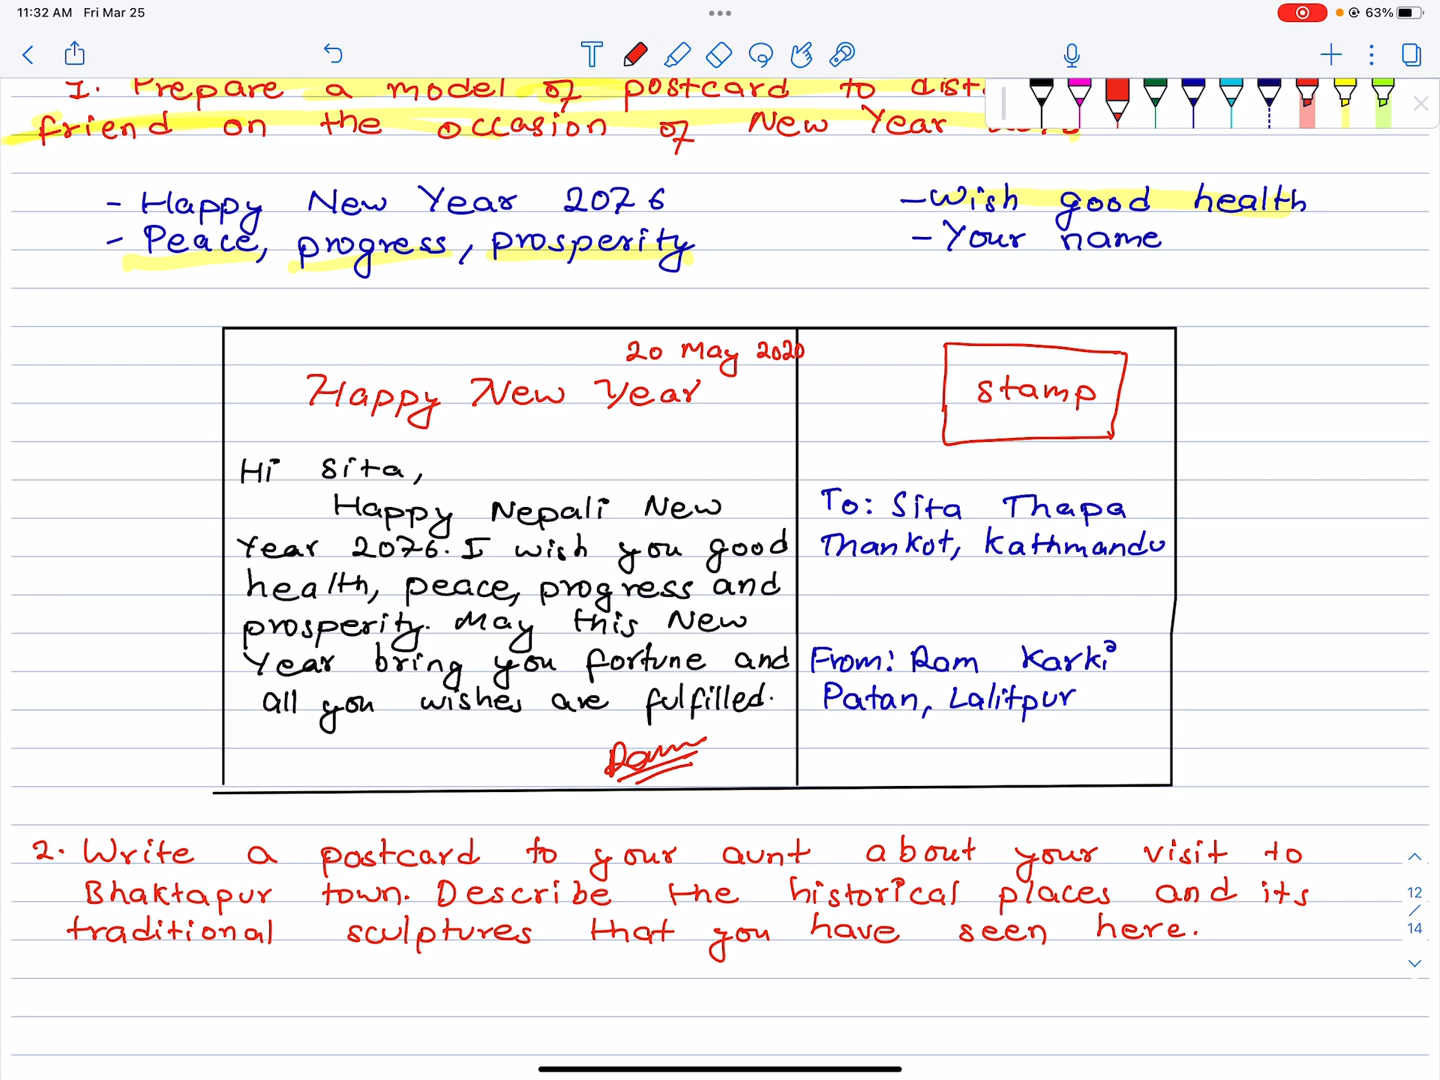 11:32 AM Fri Mar 25
63%
1. Prepare a model of postcard to
friend on the occasion of New Year
- Happy New Year 2076
- Peace, progress, prosperity
- Wish good health
- Your name
20 May 2020
Happy New Year
Hi Sita,
Happy Nepali New
Year 2076. I wish you good
health, peace, progress and
prosperity. May this New
Year bring you fortune and
all you wishes are fulfilled.
Ram
Stamp
To: Sita Thapa
Thankot, Kathmandu
From: Ram Karki
Patan, Lalitpur
2. Write a postcard to your aunt about your visit to
Bhaktapur town. Describe the historical places and its
traditional sculptures that you have seen here.
12
/
14